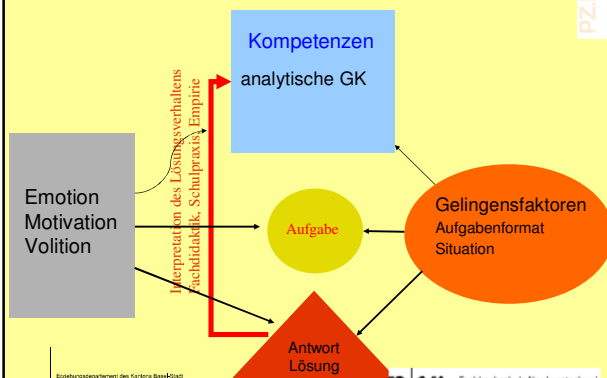 PZ.
Kompetenzen
analytische GK
Interpretation des Lösungsverhaltens
Fachdidaktik, Schulpraxis, Empirie
Emotion
Motivation
Volition
Aufgabe
Gelingensfaktoren
Aufgabenformat
Situation
Antwort
Lösung
Erziehungsdepartement des Kantons Basel-Stadt